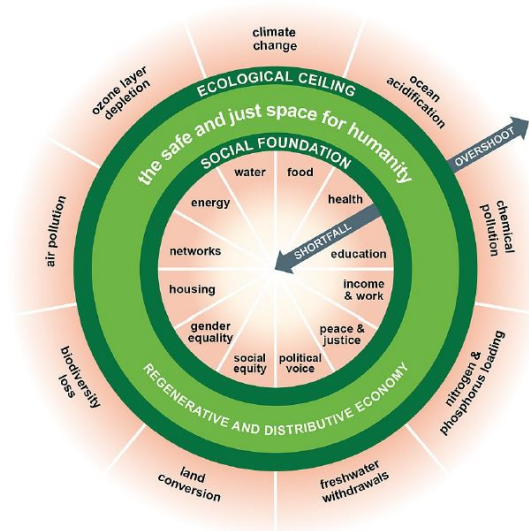 climate
change
ozone layer
depletion
ocean
acidification
ECOLOGICAL CEILING
the safe and just space for humanity
OVERSHOOT
SOCIAL FOUNDATION
water
food
energy
health
air pollution
chemical
pollution
SHORTFALL
networks
education
housing
income
& work
gender
equality
peace &
justice
social
equity
political
voice
biodiversity
loss
nitrogen &
phosphorus loading
REGENERATIVE AND DISTRIBUTIVE ECONOMY
land
conversion
freshwater
withdrawals